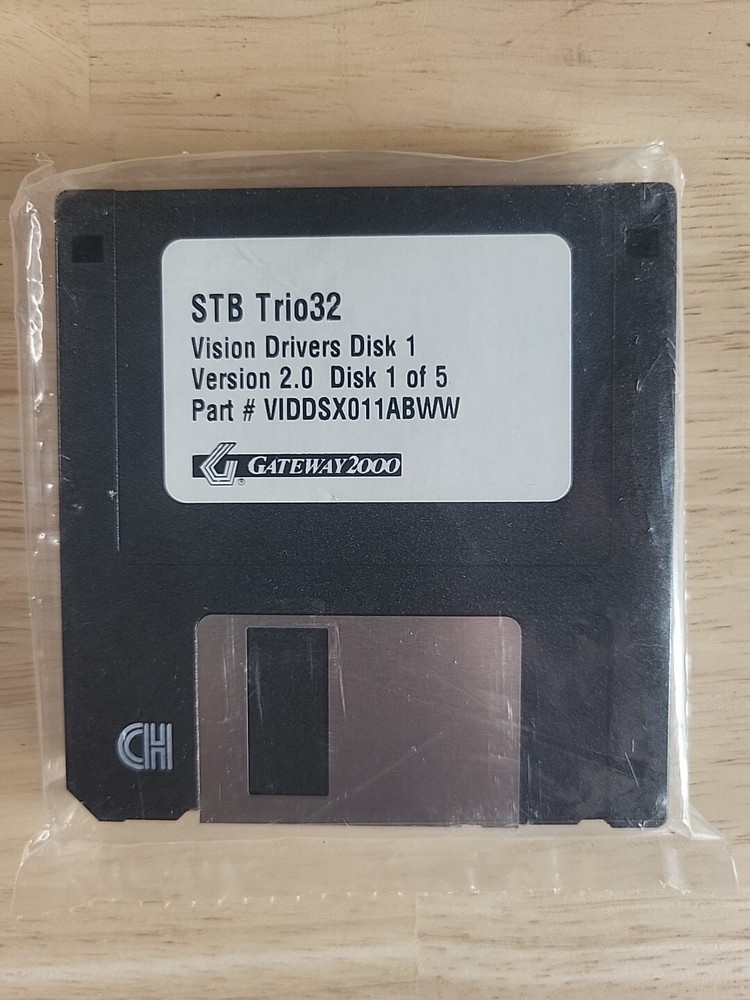 STB Trio32
Vision Drivers Disk 1
Version 2.0 Disk 1 of 5
Part # VIDDSX011ABWW
GATEWAY2000
CH